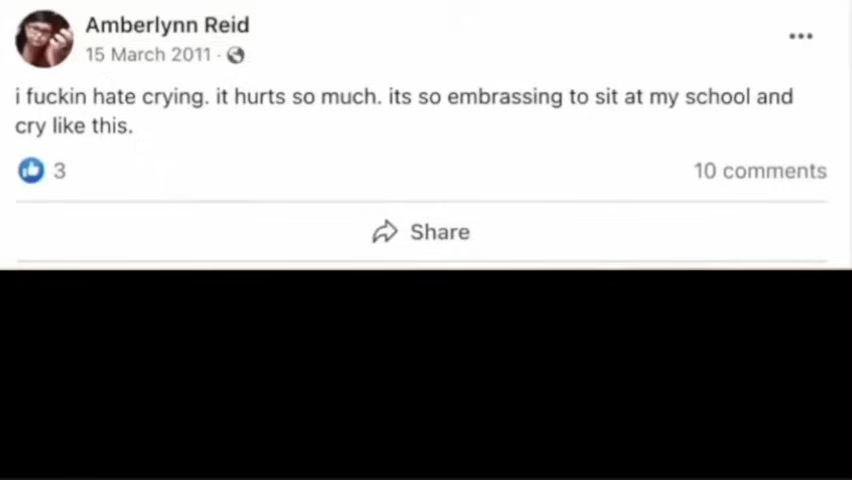 Amberlynn Reid
15 March 2011 ·
i fuckin hate crying. it hurts so much. its so embrassing to sit at my school and
cry like this.
3
10 comments
Share